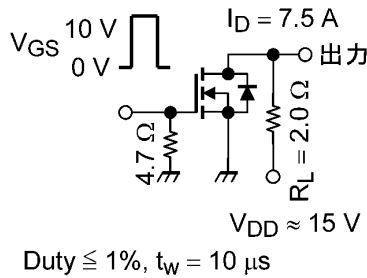 I_D = 7.5 A
V_GS
10 V
0 V
出力
4.7 Ω
R_L = 2.0 Ω
V_DD ≈ 15 V
Duty ≦ 1%, t_w = 10 μs